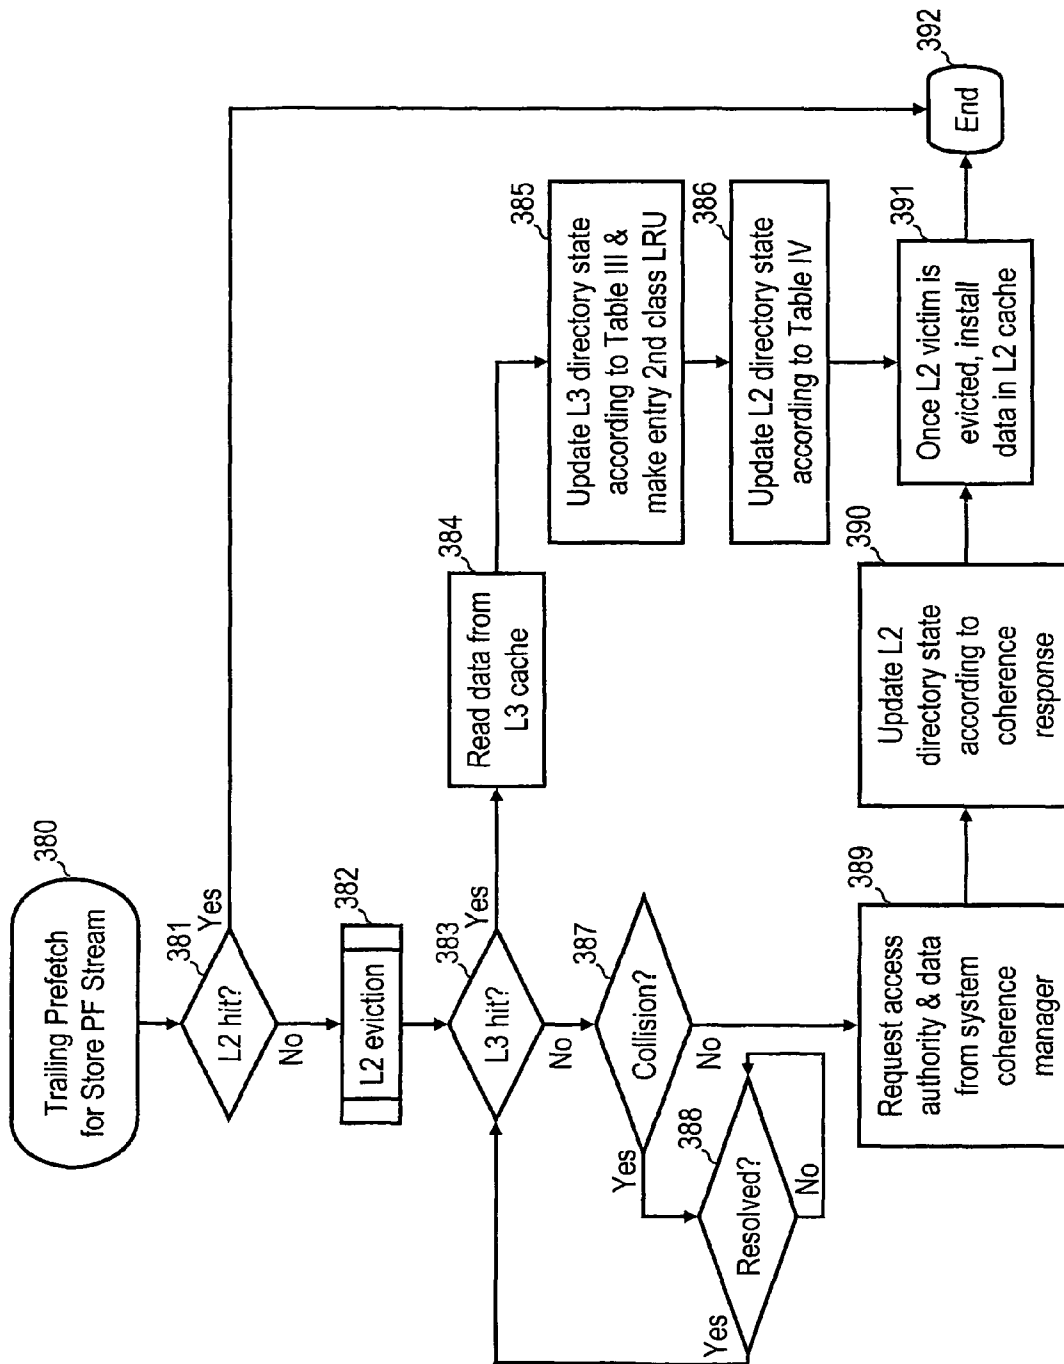 380
Trailing Prefetch
for Store PF Stream
381
L2 hit?
Yes
No
382
L2 eviction
383
L3 hit?
Yes
No
384
Read data from
L3 cache
385
Update L3 directory state
according to Table III &
make entry 2nd class LRU
386
Update L2 directory state
according to Table IV
387
Collision?
Yes
No
388
Resolved?
Yes
No
389
Request access
authority & data
from system
coherence
manager
390
Update L2
directory state
according to
coherence
response
391
Once L2 victim is
evicted, install
data in L2 cache
392
End